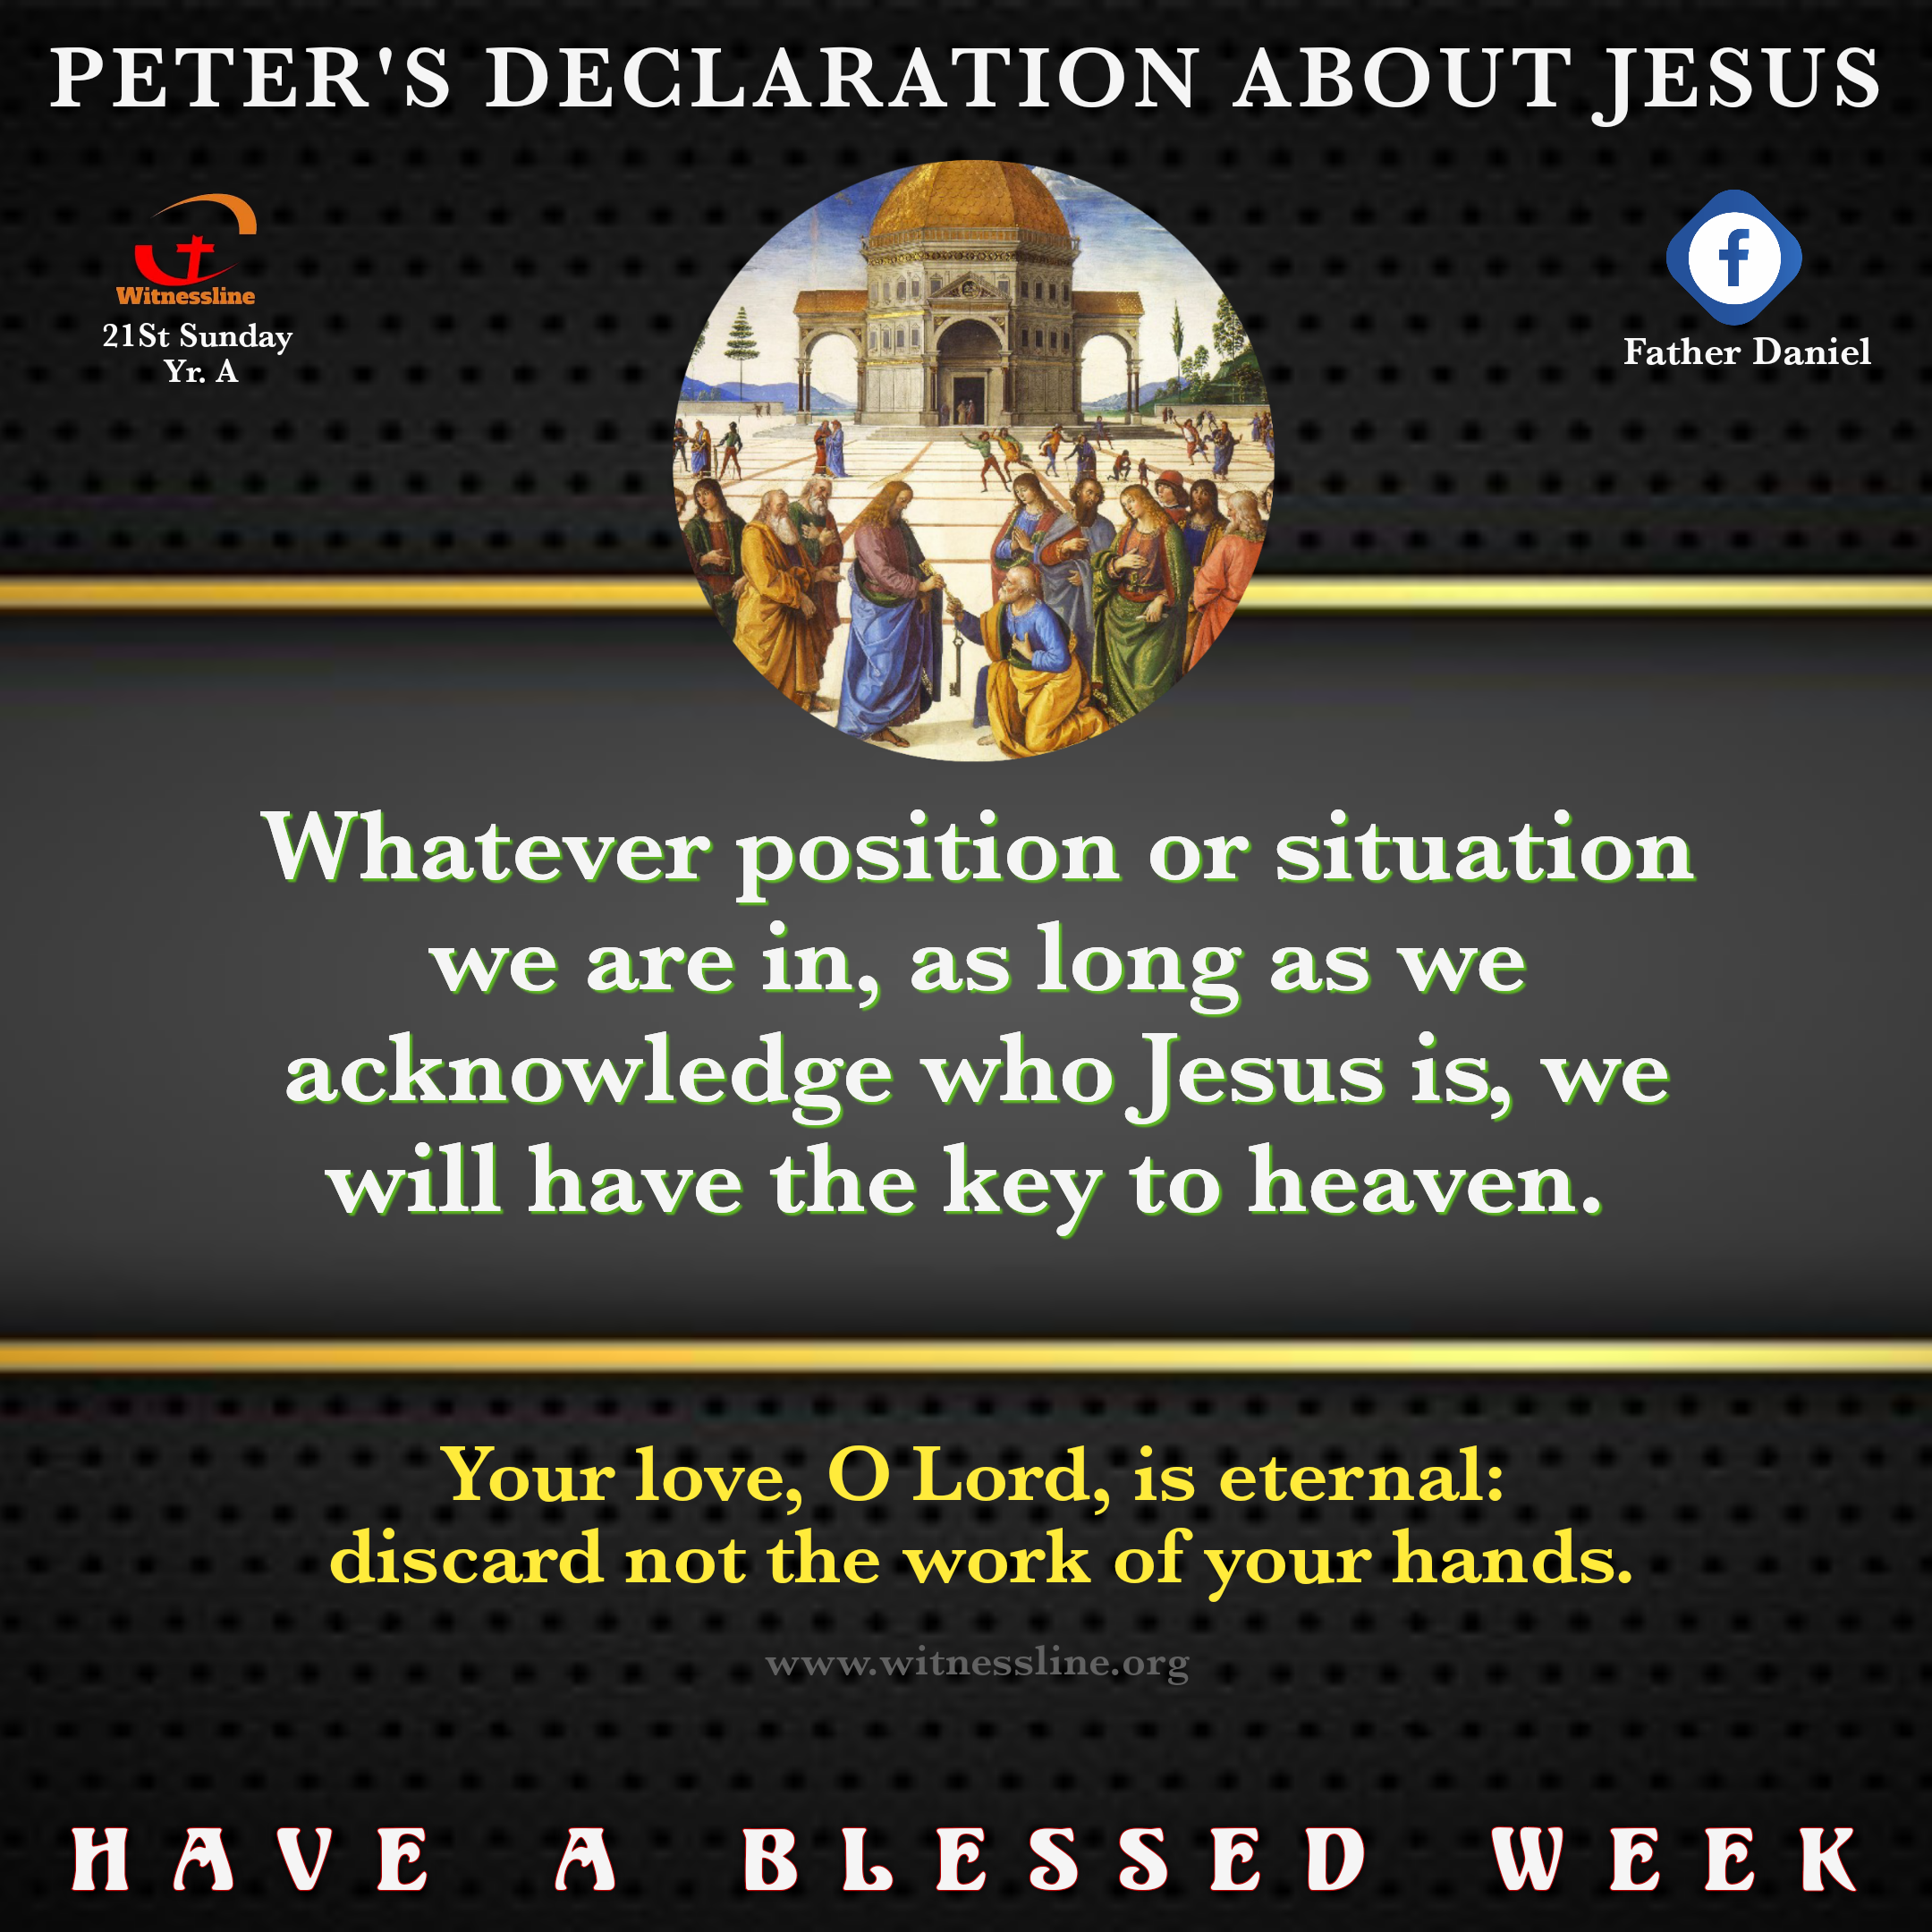 PETER'S DECLARATION ABOUT JESUS
Witnessline
21St Sunday
Yr. A
f
Father Daniel
Whatever position or situation
we are in, as long as we
acknowledge who Jesus is, we
will have the key to heaven.
Your love, O Lord, is eternal:
discard not the work of your hands.
www.witnessline.org
HAVE A BLESSED WEEK